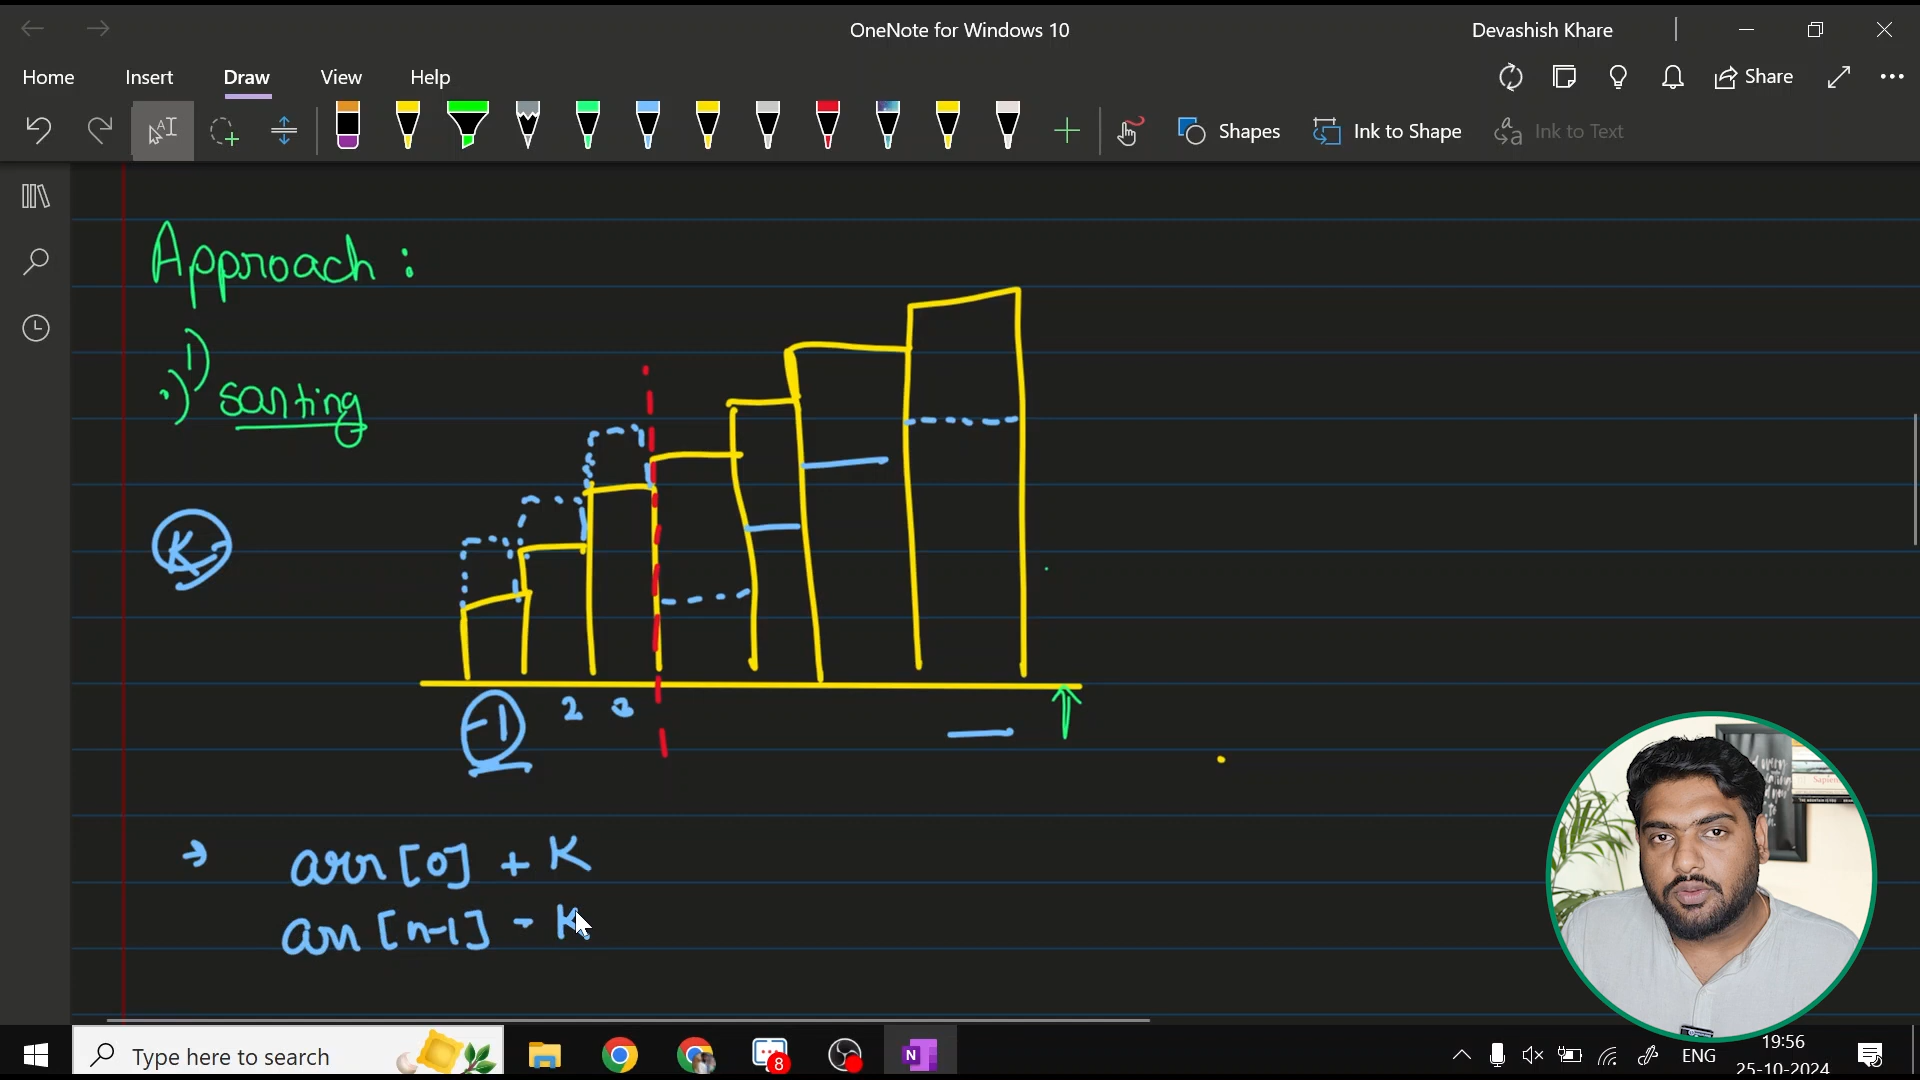 OneNote for Windows 10
Devashish Khare
Home Insert Draw View Help
Share
Shapes Ink to Shape Ink to Text
Approach :
1)
sorting
K
-1 2 3
→ arr [0] + K
arr [n-1] - K
Type here to search
8
N
ENG
19:56
25-10-2024